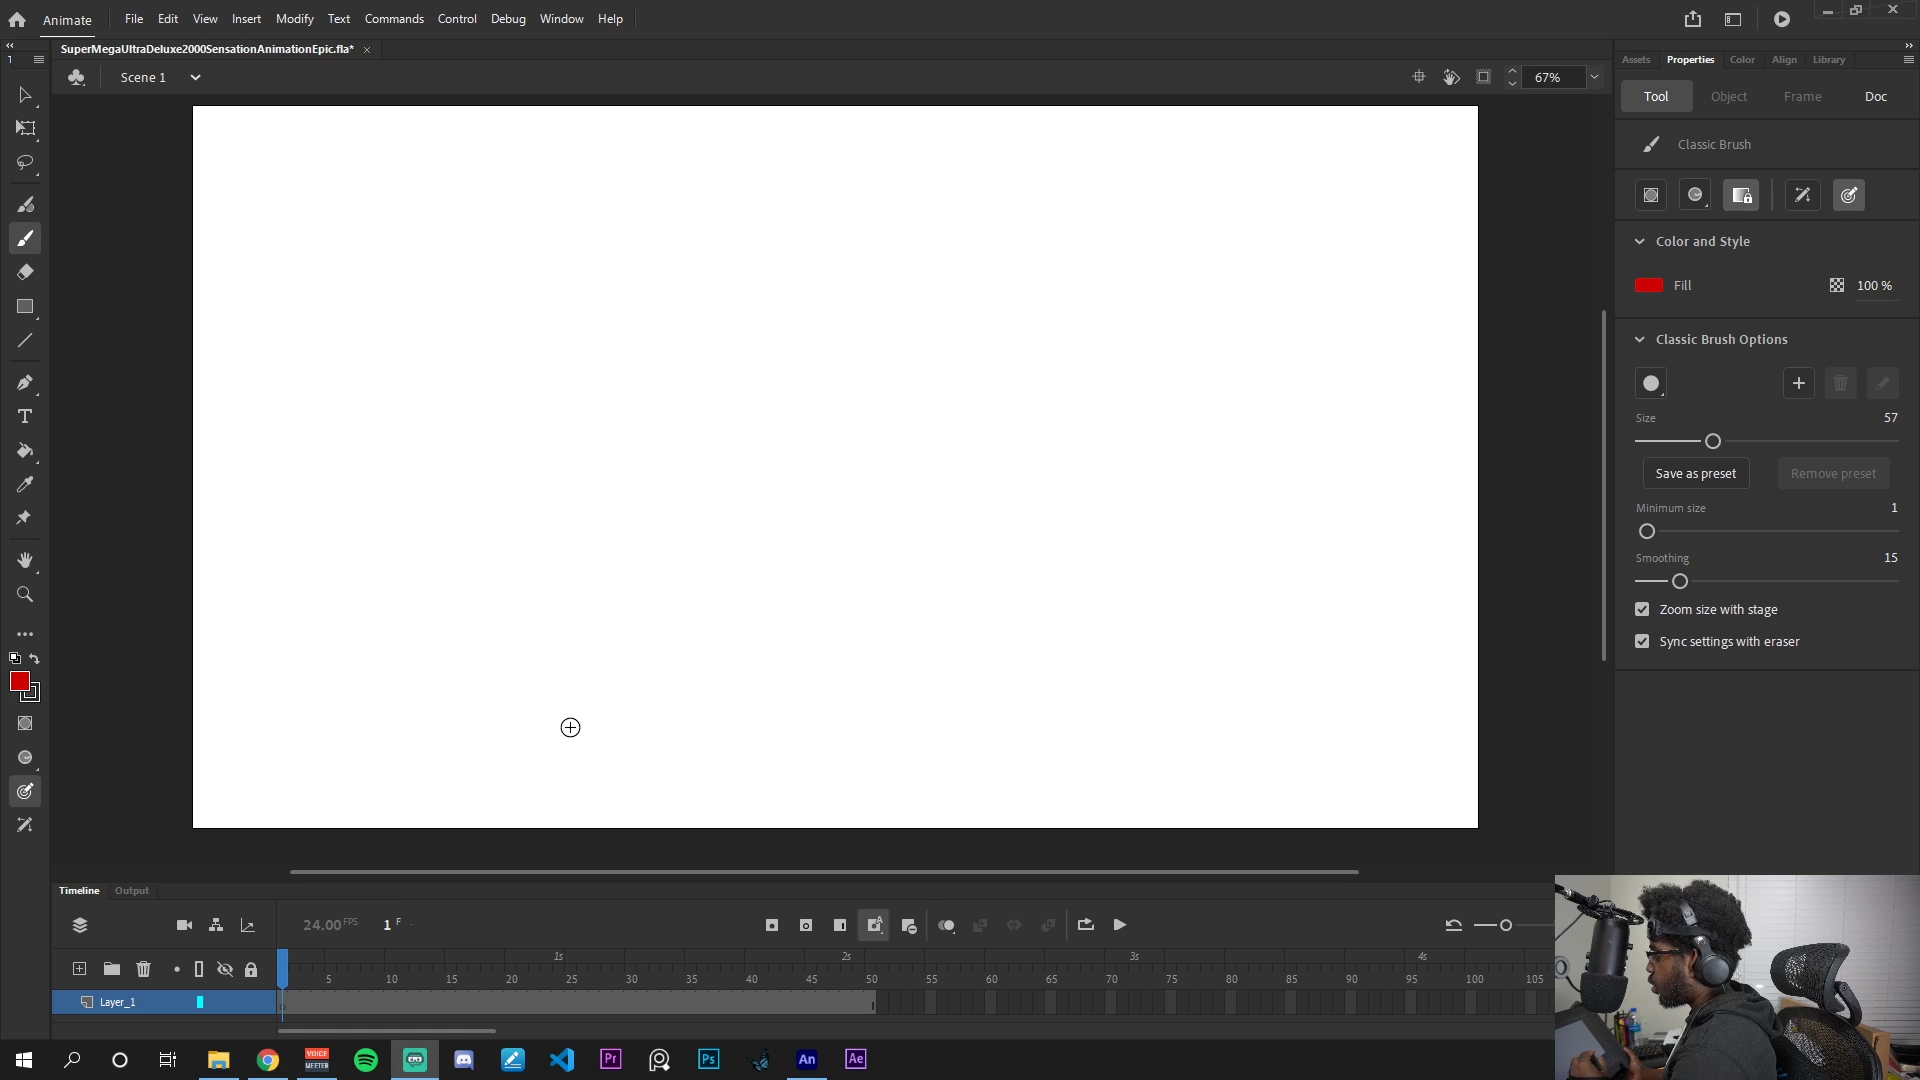 Animate File Edit View Insert Modify Text Commands Control Debug Window Help
SuperMegaUltraDeluxe2000SensationAnimationEpic.fla*
Scene 1
67%
Assets Properties Color Align Library
Tool Object Frame Doc
Classic Brush
Color and Style
Fill 100 %
Classic Brush Options
Size 57
Save as preset Remove preset
Minimum size 1
Smoothing 15
Zoom size with stage
Sync settings with eraser
Timeline Output
24.00 FPS 1 F
1s 2s 3s 4s
5 10 15 20 25 30 35 40 45 50 55 60 65 70 75 80 85 90 95 100 105
Layer_1
VOICE
MEETER
Pr Ps An Ae